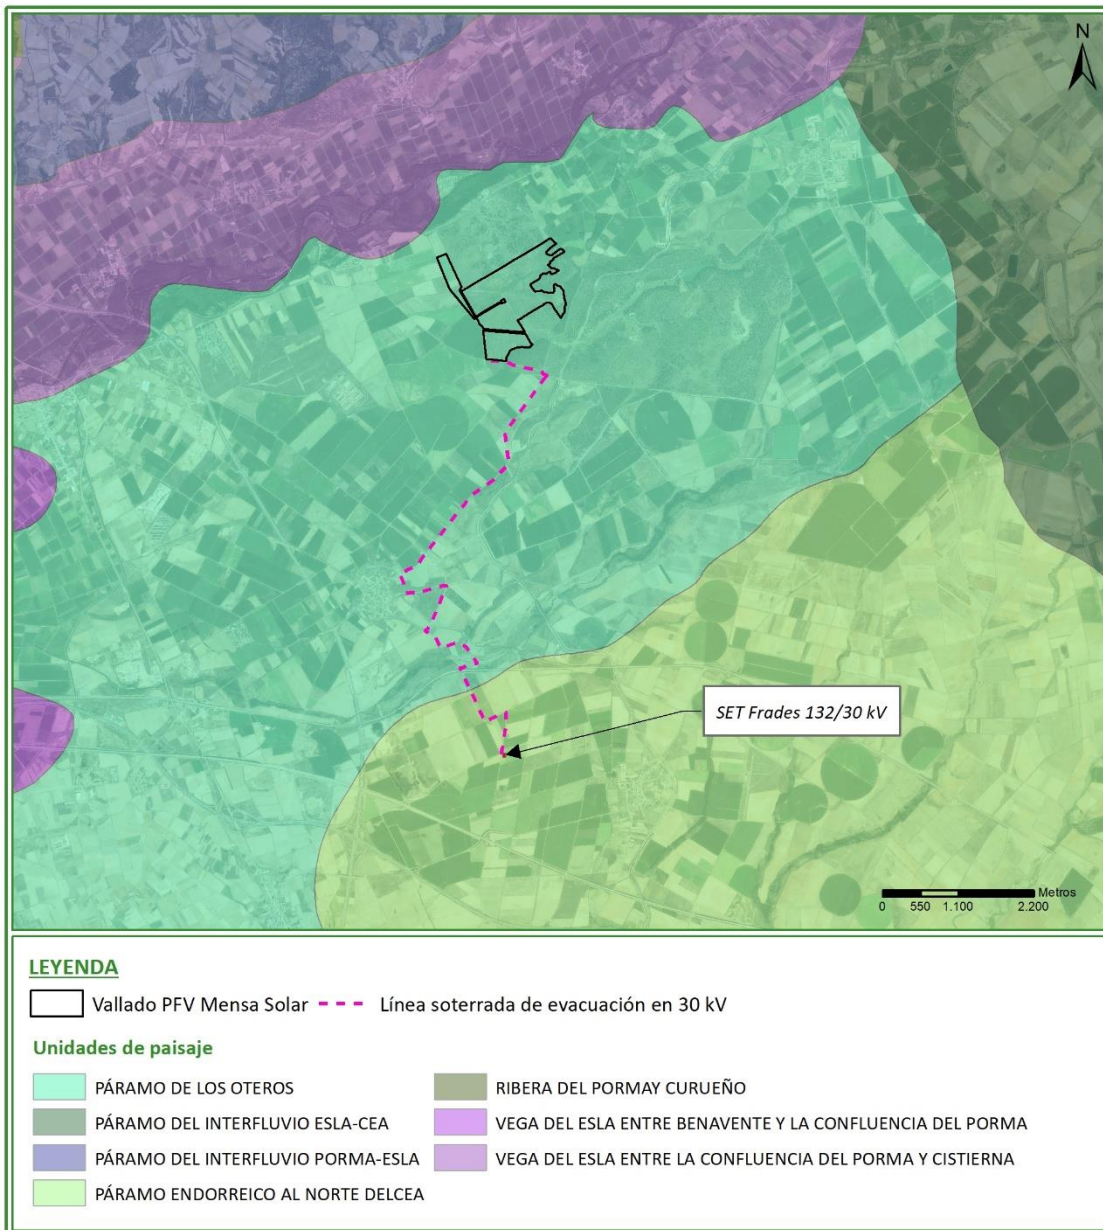 N
SET Frades 132/30 kV
Metros
0 550 1.100 2.200
LEYENDA
Vallado PFV Mensa Solar
Línea soterrada de evacuación en 30 kV
Unidades de paisaje
PÁRAMO DE LOS OTEROS
PÁRAMO DEL INTERFLUVIO ESLA-CEA
PÁRAMO DEL INTERFLUVIO PORMA-ESLA
PÁRAMO ENDORREICO AL NORTE DELCEA
RIBERA DEL PORMAY CURUEÑO
VEGA DEL ESLA ENTRE BENAVENTE Y LA CONFLUENCIA DEL PORMA
VEGA DEL ESLA ENTRE LA CONFLUENCIA DEL PORMA Y CISTIERNA